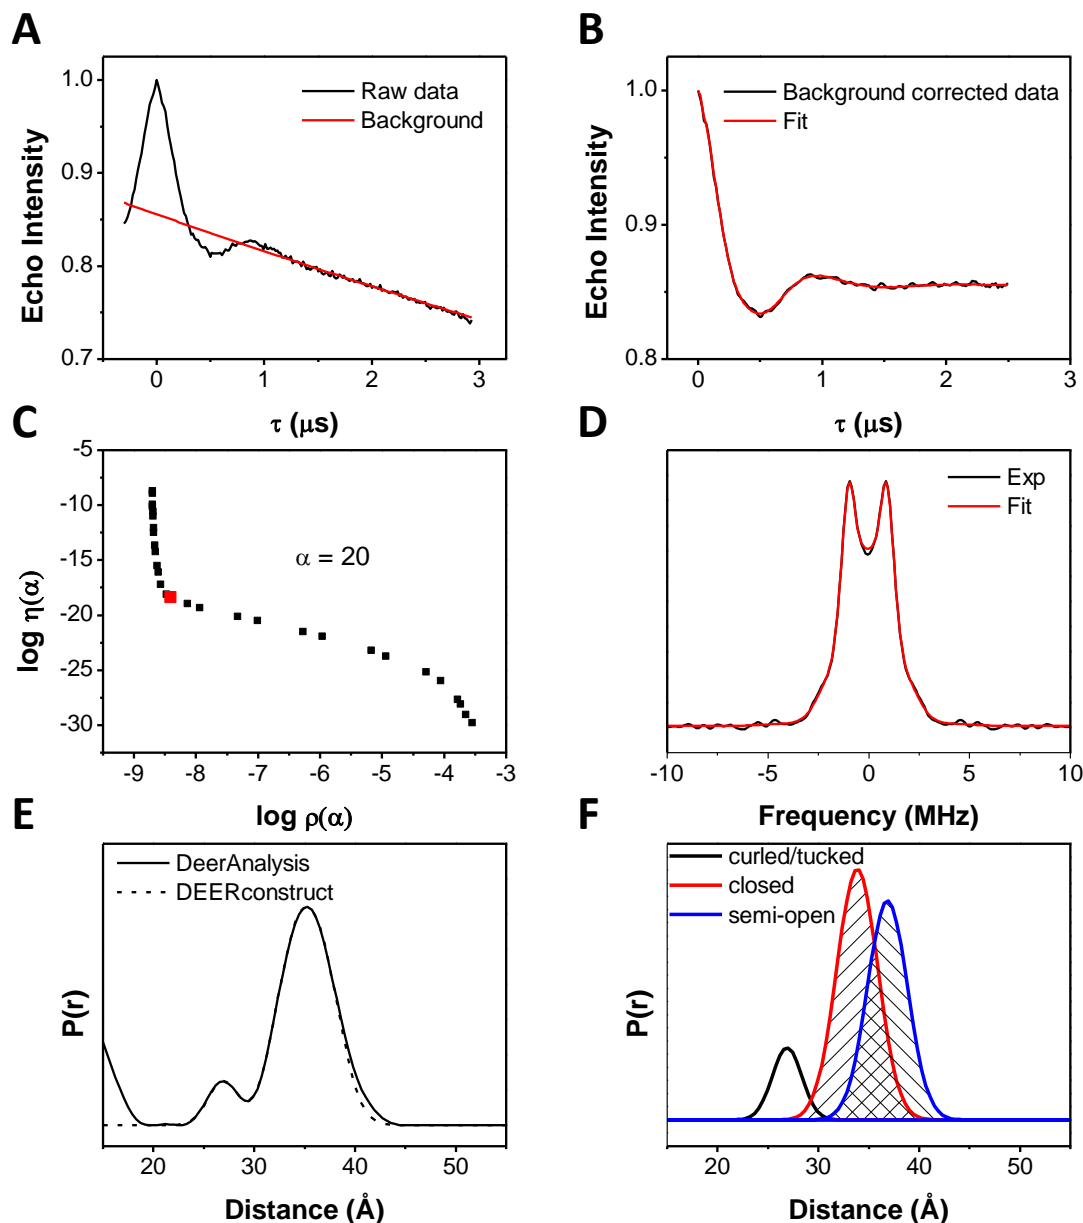 A
B
Raw data
Background
Background corrected data
Fit
Echo Intensity
1.0
0.9
0.8
0.7
0
1
2
3
τ (μs)
Echo Intensity
1.0
0.9
0.8
0
1
2
3
τ (μs)
C
D
log η(α)
-5
-10
-15
-20
-25
-30
α = 20
-9
-8
-7
-6
-5
-4
-3
log ρ(α)
Exp
Fit
-10
-5
0
5
10
Frequency (MHz)
E
F
DeerAnalysis
DEERconstruct
P(r)
20
30
40
50
Distance (Å)
curled/tucked
closed
semi-open
P(r)
20
30
40
50
Distance (Å)